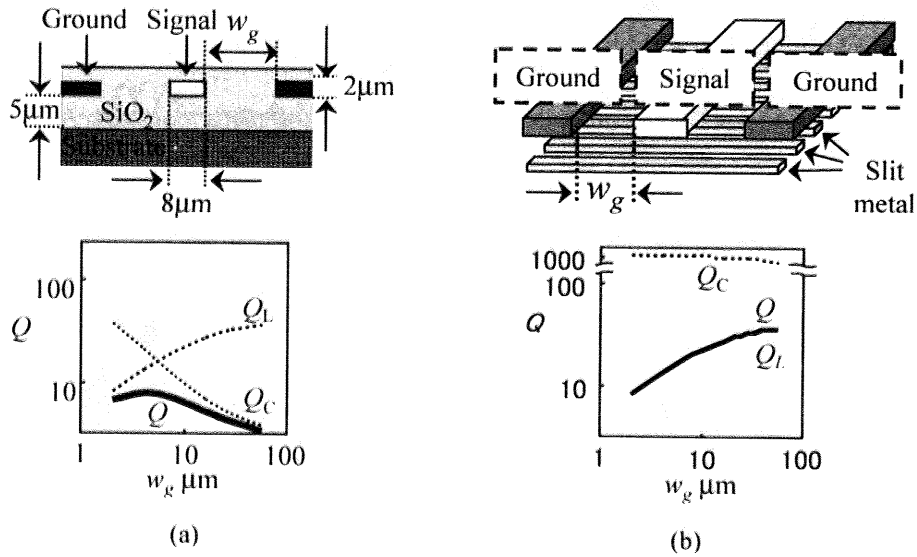 Ground Signal w_g
5μm
SiO₂
2μm
Substrate
8μm
Ground Signal Ground
w_g
Slit
metal
100
Q
10
Q_L
Q_C
Q
1 10 100
w_g μm
(a)
1000
100
Q
10
Q_C
Q
Q_L
1 10 100
w_g μm
(b)